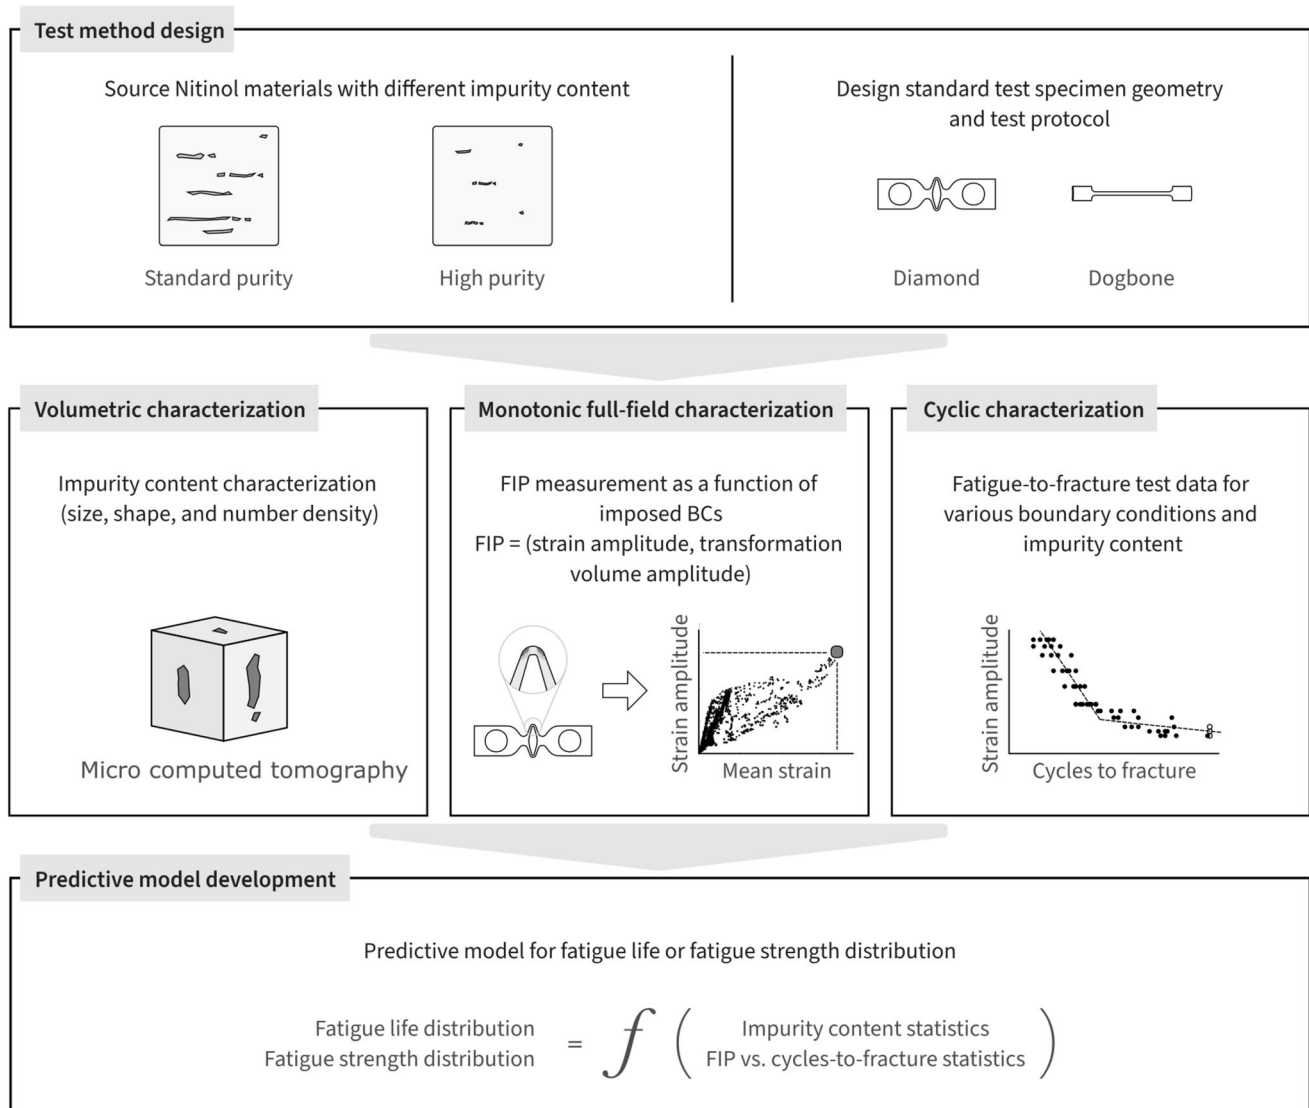 Test method design
Source Nitinol materials with different impurity content
Standard purity
High purity
Design standard test specimen geometry
and test protocol
Diamond
Dogbone
Volumetric characterization
Impurity content characterization
(size, shape, and number density)
Micro computed tomography
Monotonic full-field characterization
FIP measurement as a function of
imposed BCs
FIP = (strain amplitude, transformation
volume amplitude)
Strain amplitude
Mean strain
Cyclic characterization
Fatigue-to-fracture test data for
various boundary conditions and
impurity content
Strain amplitude
Cycles to fracture
Predictive model development
Predictive model for fatigue life or fatigue strength distribution
Fatigue life distribution
Fatigue strength distribution
= f (
Impurity content statistics
FIP vs. cycles-to-fracture statistics
)